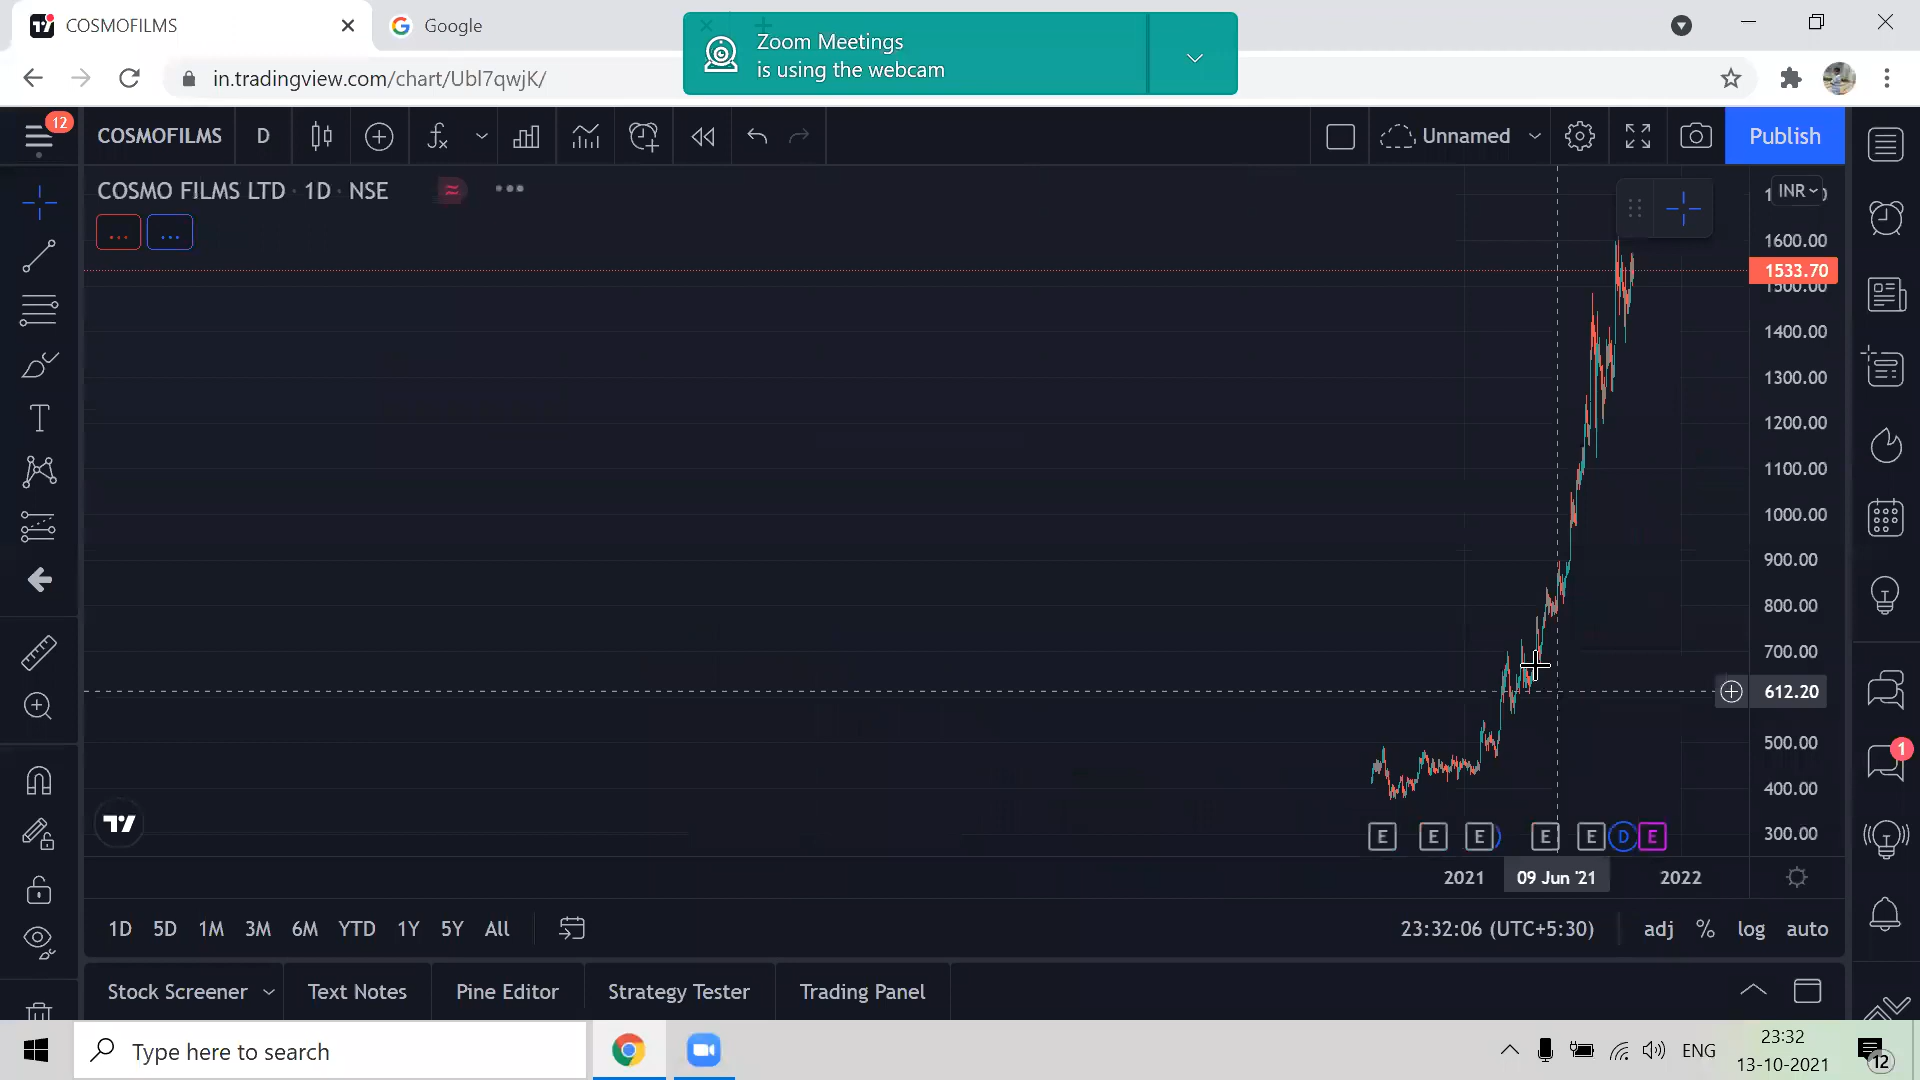 COSMOFILMS
Google
Zoom Meetings
is using the webcam
in.tradingview.com/chart/Ubl7qwjK/
12
COSMOFILMS
D
Unnamed
Publish
COSMO FILMS LTD · 1D · NSE
INR
...
...
1600.00
1533.70
1400.00
1300.00
1200.00
1100.00
1000.00
900.00
800.00
700.00
612.20
500.00
400.00
300.00
1
E E E E E D E
2021 09 Jun '21 2022
1D 5D 1M 3M 6M YTD 1Y 5Y All
23:32:06 (UTC+5:30) adj % log auto
Stock Screener Text Notes Pine Editor Strategy Tester Trading Panel
Type here to search
ENG
23:32
13-10-2021
12